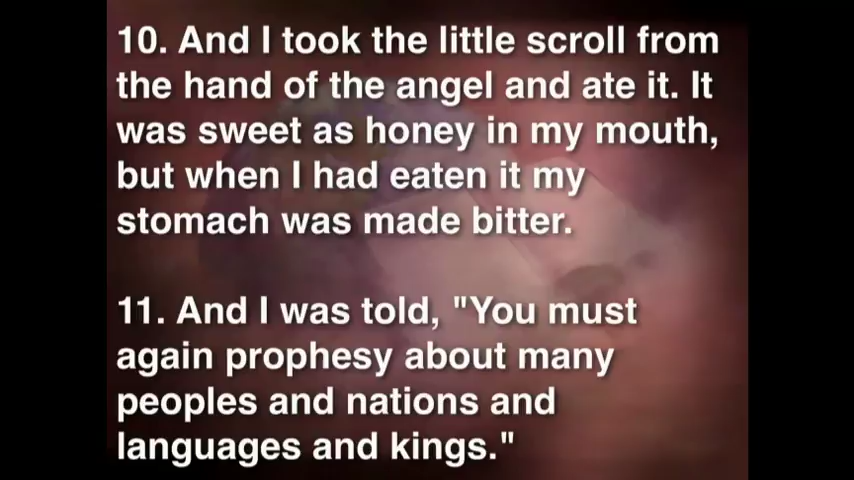 10. And I took the little scroll from
the hand of the angel and ate it. It
was sweet as honey in my mouth,
but when I had eaten it my
stomach was made bitter.
11. And I was told, "You must
again prophesy about many
peoples and nations and
languages and kings."